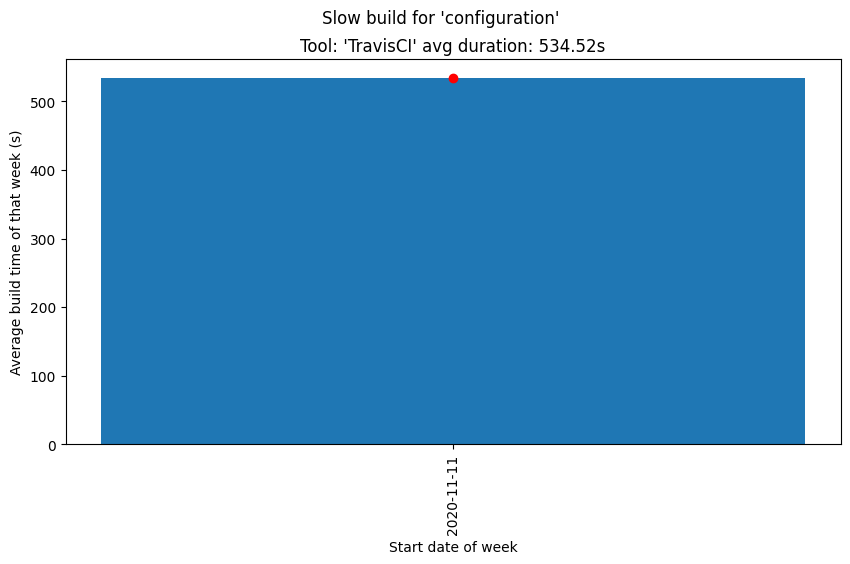 Slow build for 'configuration'
Tool: 'TravisCI' avg duration: 534.52s
Average build time of that week (s)
500
400
300
200
100
0
2020-11-11
Start date of week